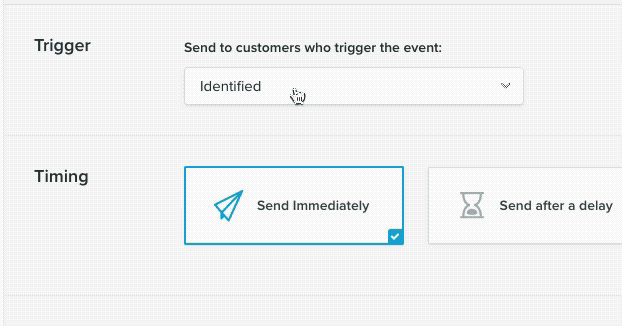 Trigger
Send to customers who trigger the event:
Identified
Timing
Send Immediately
Send after a delay